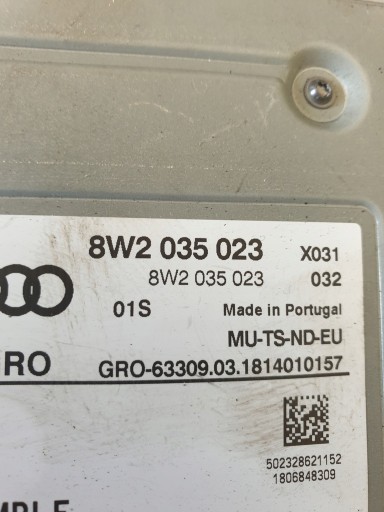 8W2 035 023 X031
8W2 035 023 032
01S Made in Portugal
MU-TS-ND-EU
GRO-63309.03.1814010157
502328621152
1806848309